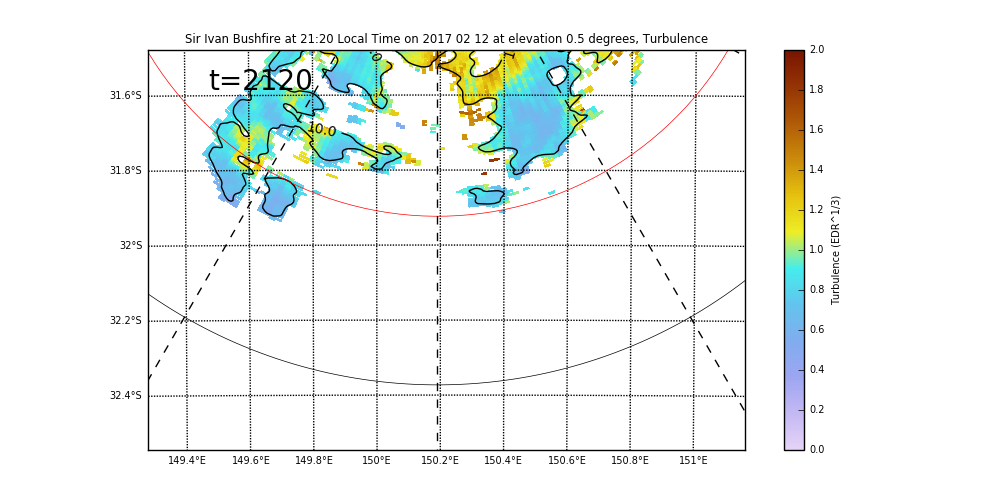 Sir Ivan Bushfire at 21:20 Local Time on 2017 02 12 at elevation 0.5 degrees, Turbulence
t=2120
10.0
31.6°S
31.8°S
32°S
32.2°S
32.4°S
149.4°E 149.6°E 149.8°E 150°E 150.2°E 150.4°E 150.6°E 150.8°E 151°E
2.0
1.8
1.6
1.4
1.2
1.0
0.8
0.6
0.4
0.2
0.0
Turbulence (EDR^1/3)